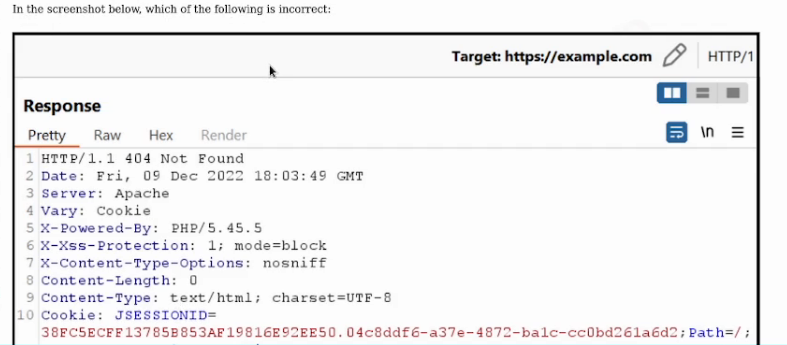 In the screenshot below, which of the following is incorrect:
Target: https://example.com HTTP/1
Response
Pretty Raw Hex Render \n
1 HTTP/1.1 404 Not Found
2 Date: Fri, 09 Dec 2022 18:03:49 GMT
3 Server: Apache
4 Vary: Cookie
5 X-Powered-By: PHP/5.45.5
6 X-Xss-Protection: 1; mode=block
7 X-Content-Type-Options: nosniff
8 Content-Length: 0
9 Content-Type: text/html; charset=UTF-8
10 Cookie: JSESSIONID=
38FC5ECFF13785B853AF19816E92EE50.04c8ddf6-a37e-4872-ba1c-cc0bd261a6d2;Path=/;